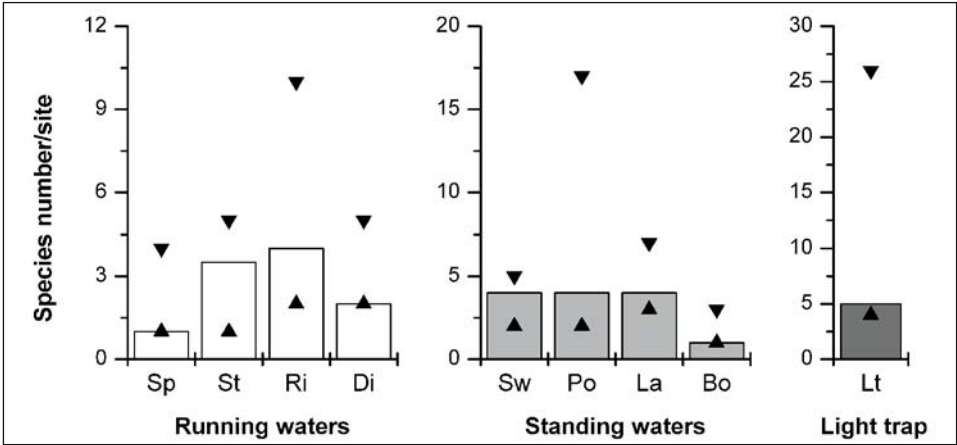 Species number/site
12
9
6
3
0
Sp St Ri Di
Running waters
20
15
10
5
0
Sw Po La Bo
Standing waters
30
25
20
15
10
5
0
Lt
Light trap